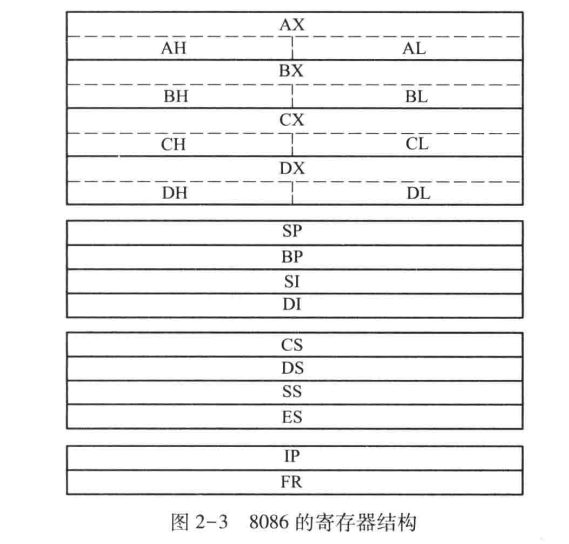 AX
AH AL
BX
BH BL
CX
CH CL
DX
DH DL
SP
BP
SI
DI
CS
DS
SS
ES
IP
FR
图 2-3 8086 的寄存器结构